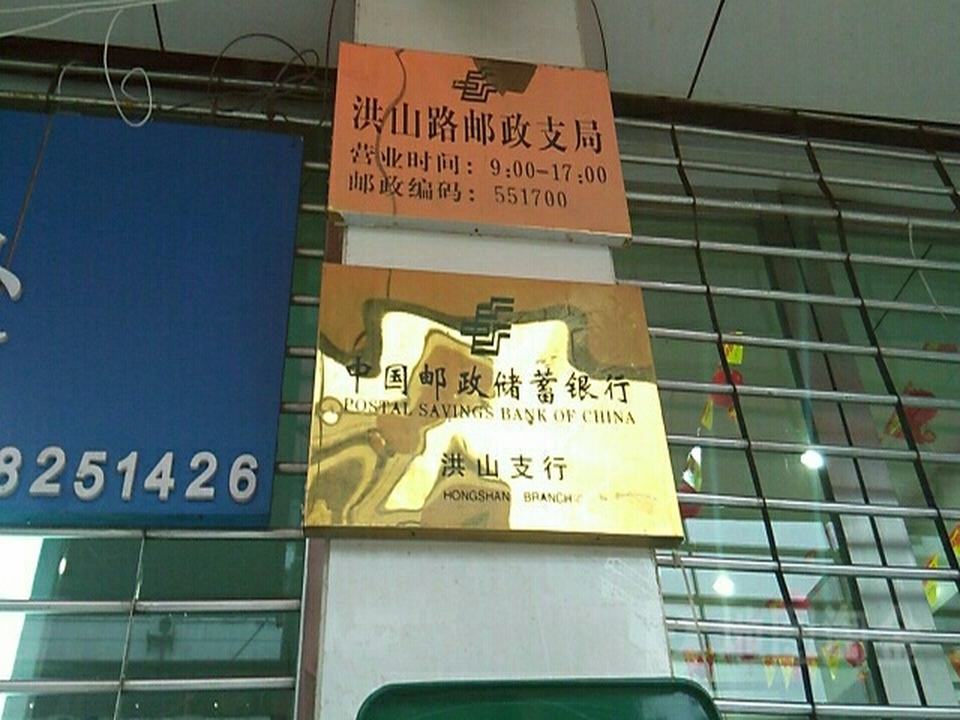 洪山路邮政支局
营业时间：9:00-17:00
邮政编码：551700
中国邮政储蓄银行
POSTAL SAVINGS BANK OF CHINA
洪山支行
HONGSHAN BRANCH
8251426